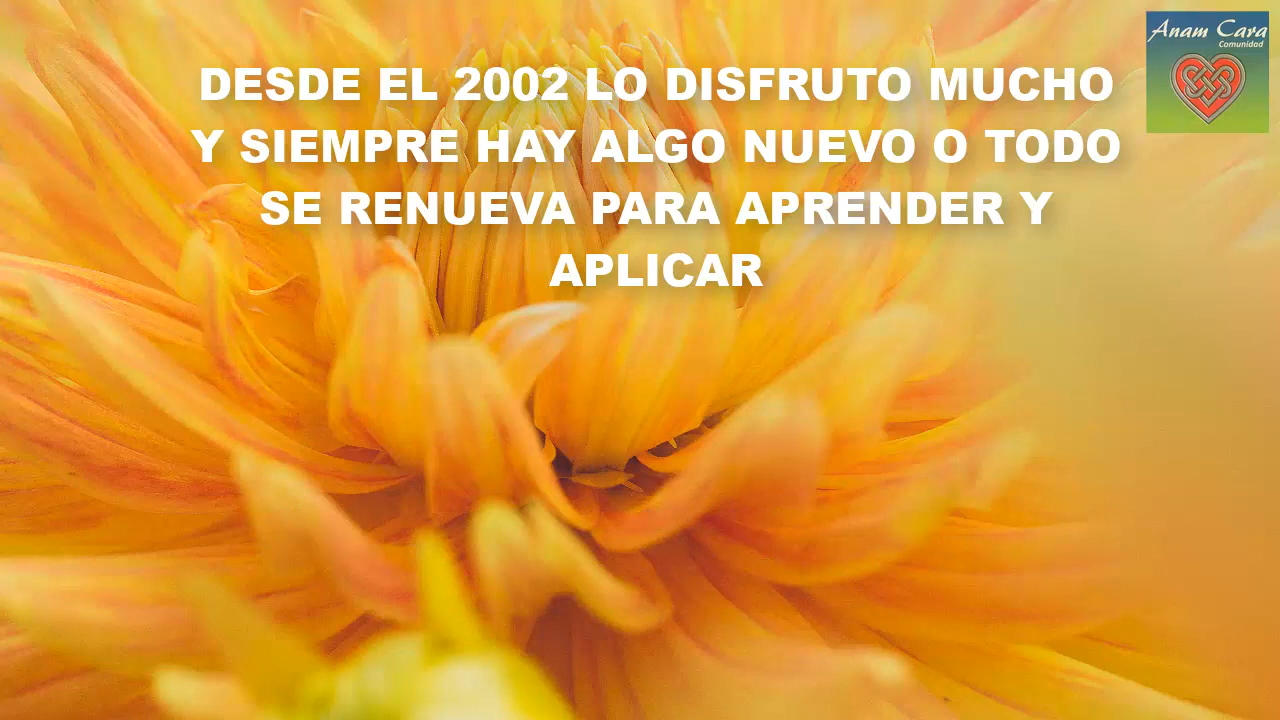 Anam Cara
Comunidad
DESDE EL 2002 LO DISFRUTO MUCHO
Y SIEMPRE HAY ALGO NUEVO O TODO
SE RENUEVA PARA APRENDER Y
APLICAR